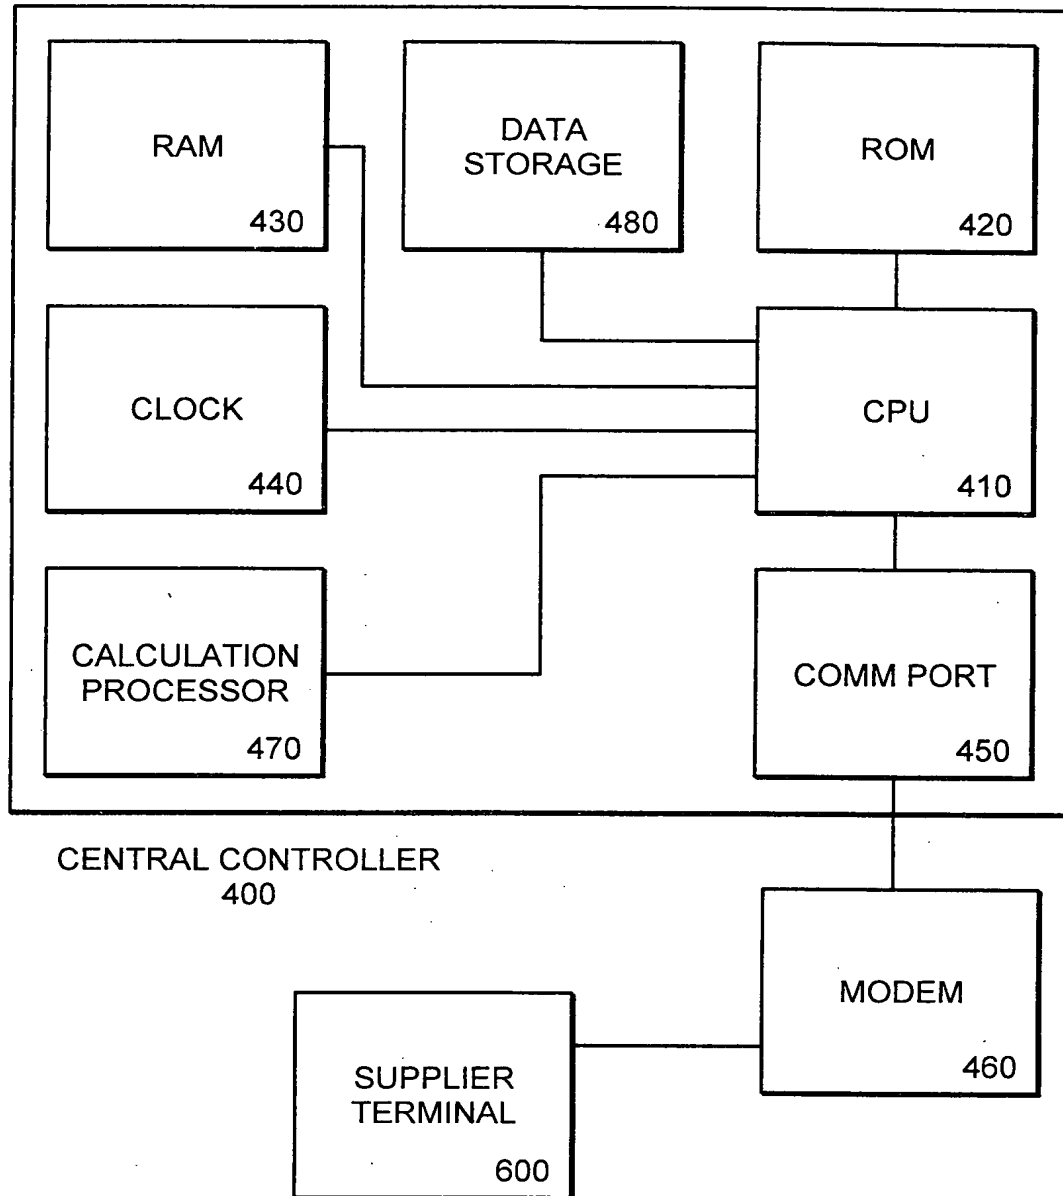 RAM
430
DATA
STORAGE
480
ROM
420
CLOCK
440
CPU
410
CALCULATION
PROCESSOR
470
COMM PORT
450
CENTRAL CONTROLLER
400
MODEM
460
SUPPLIER
TERMINAL
600